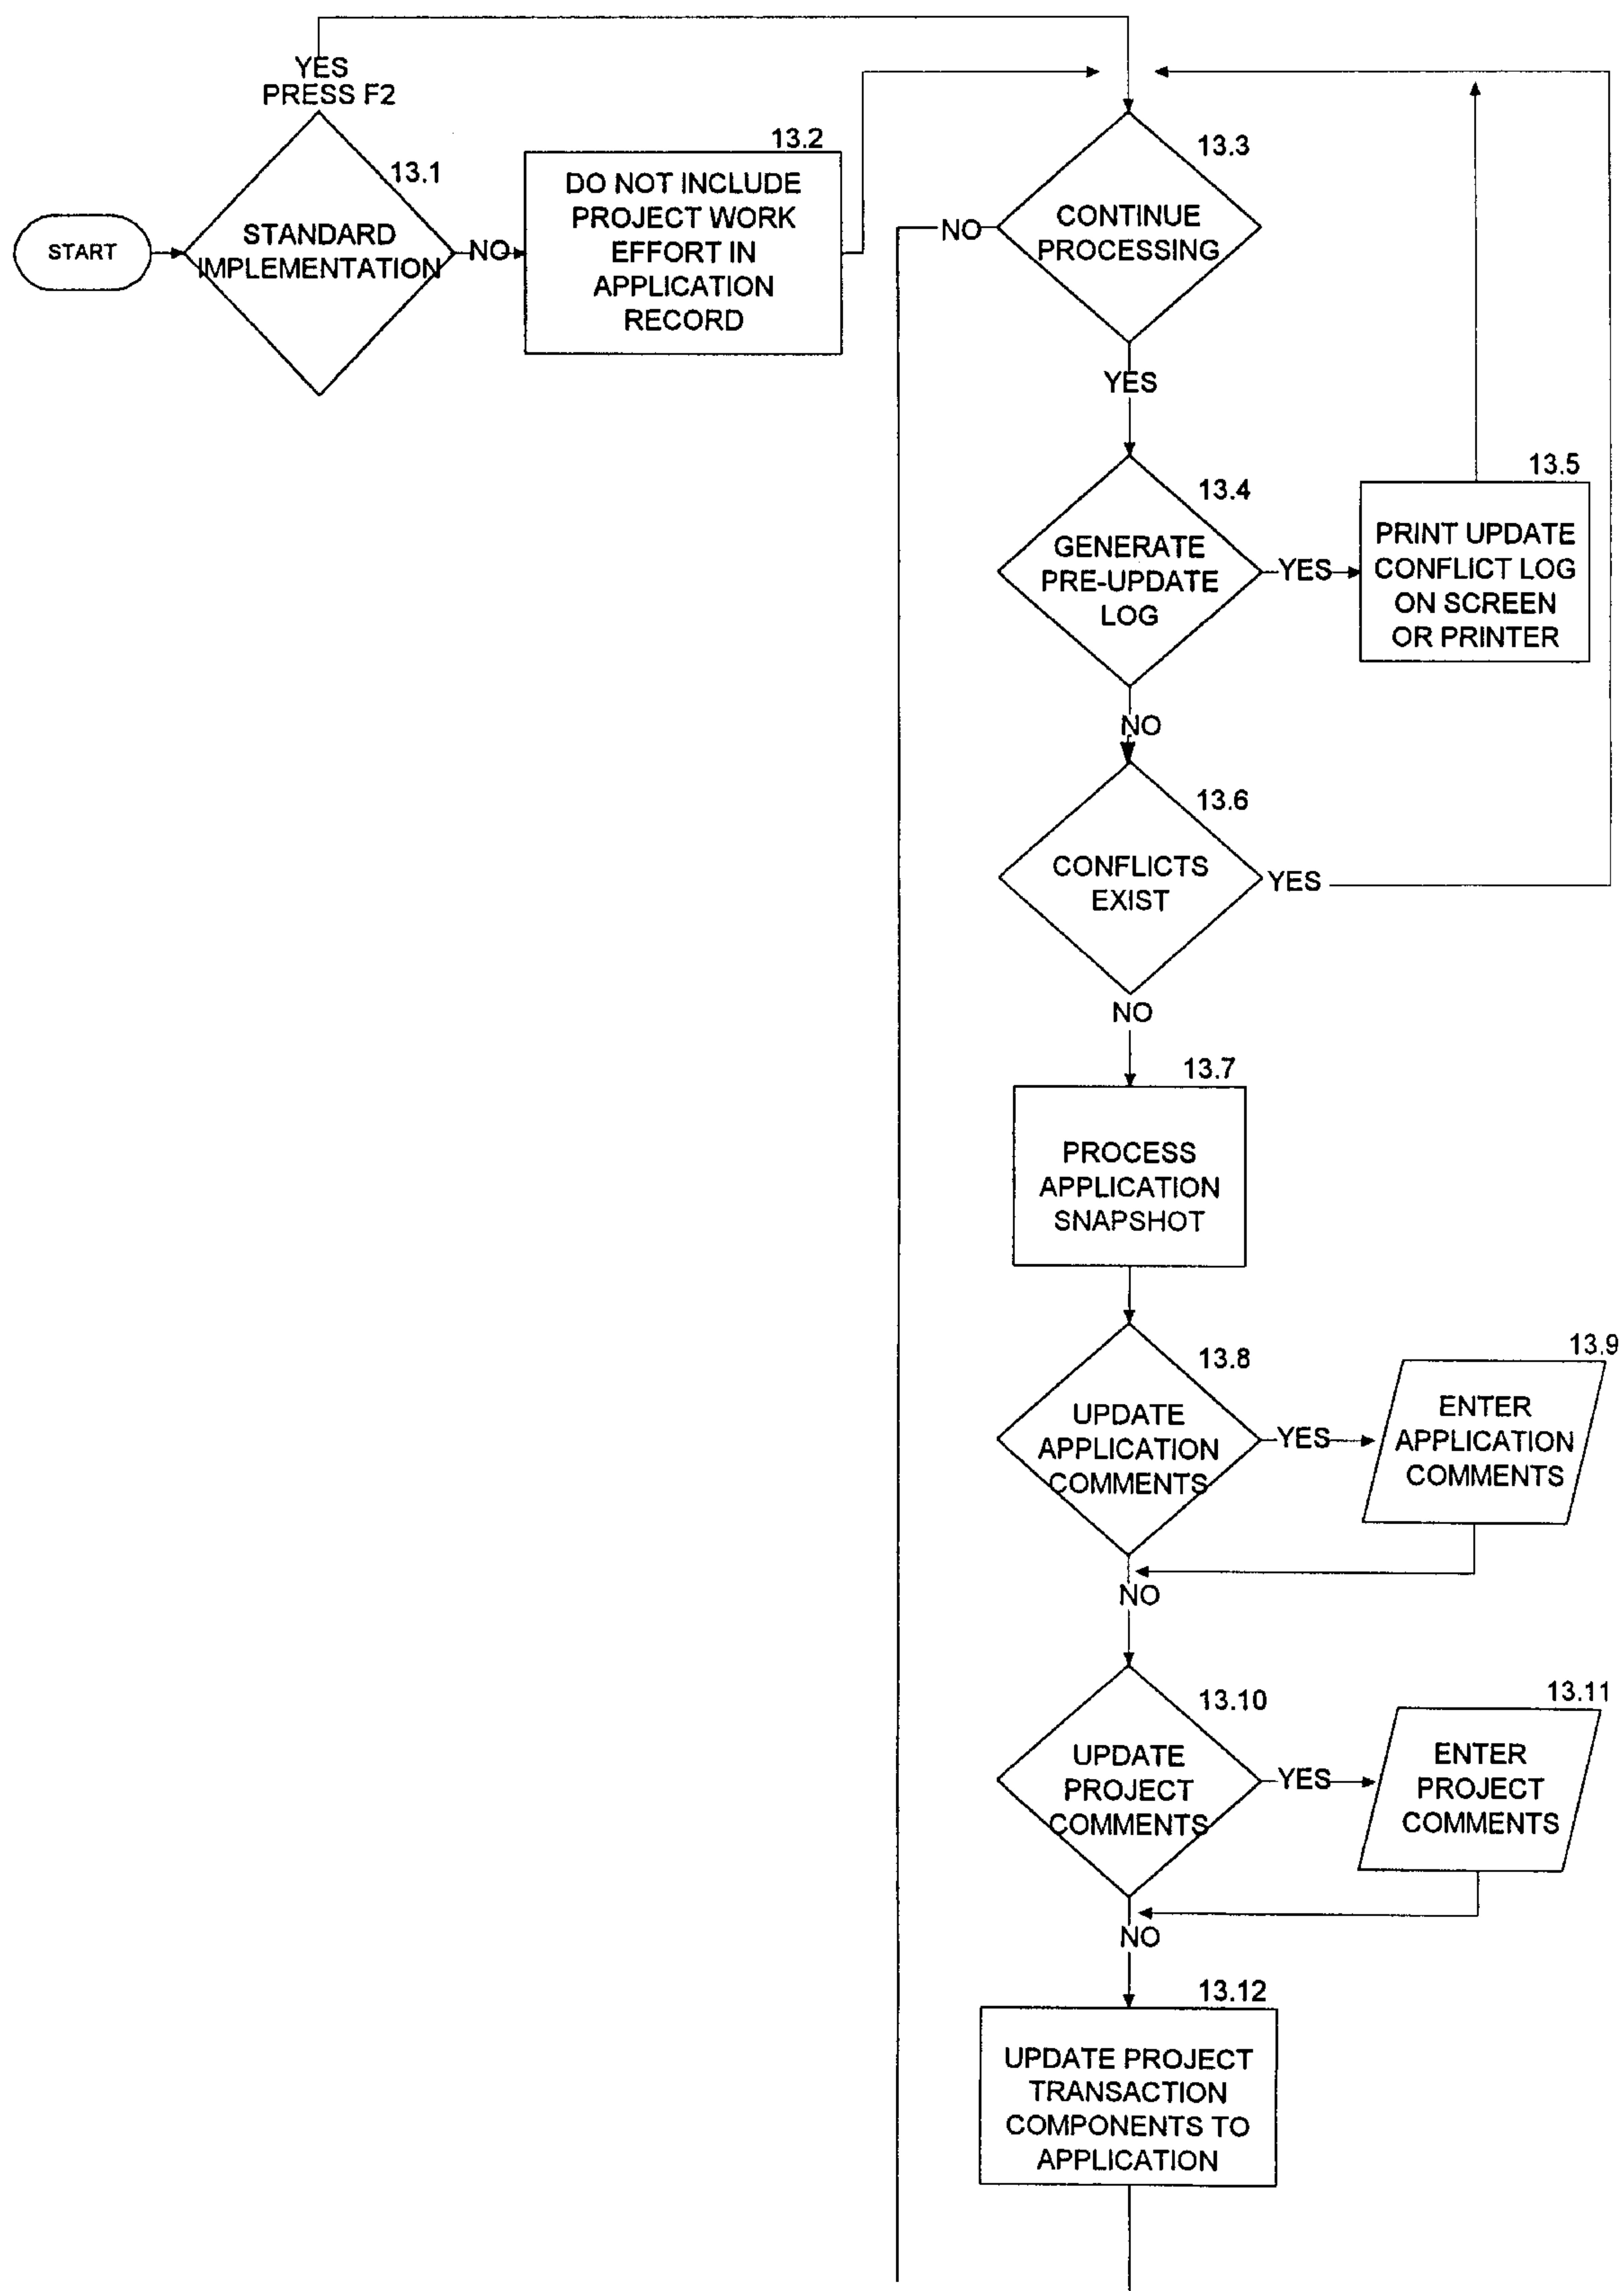 YES
PRESS F2
13.1
STANDARD
IMPLEMENTATION
START
NO
13.2
DO NOT INCLUDE
PROJECT WORK
EFFORT IN
APPLICATION
RECORD
13.3
CONTINUE
PROCESSING
NO
YES
13.4
GENERATE
PRE-UPDATE
LOG
YES
13.5
PRINT UPDATE
CONFLICT LOG
ON SCREEN
OR PRINTER
NO
13.6
CONFLICTS
EXIST
YES
NO
13.7
PROCESS
APPLICATION
SNAPSHOT
13.8
UPDATE
APPLICATION
COMMENTS
YES
13.9
ENTER
APPLICATION
COMMENTS
NO
13.10
UPDATE
PROJECT
COMMENTS
YES
13.11
ENTER
PROJECT
COMMENTS
NO
13.12
UPDATE PROJECT
TRANSACTION
COMPONENTS TO
APPLICATION